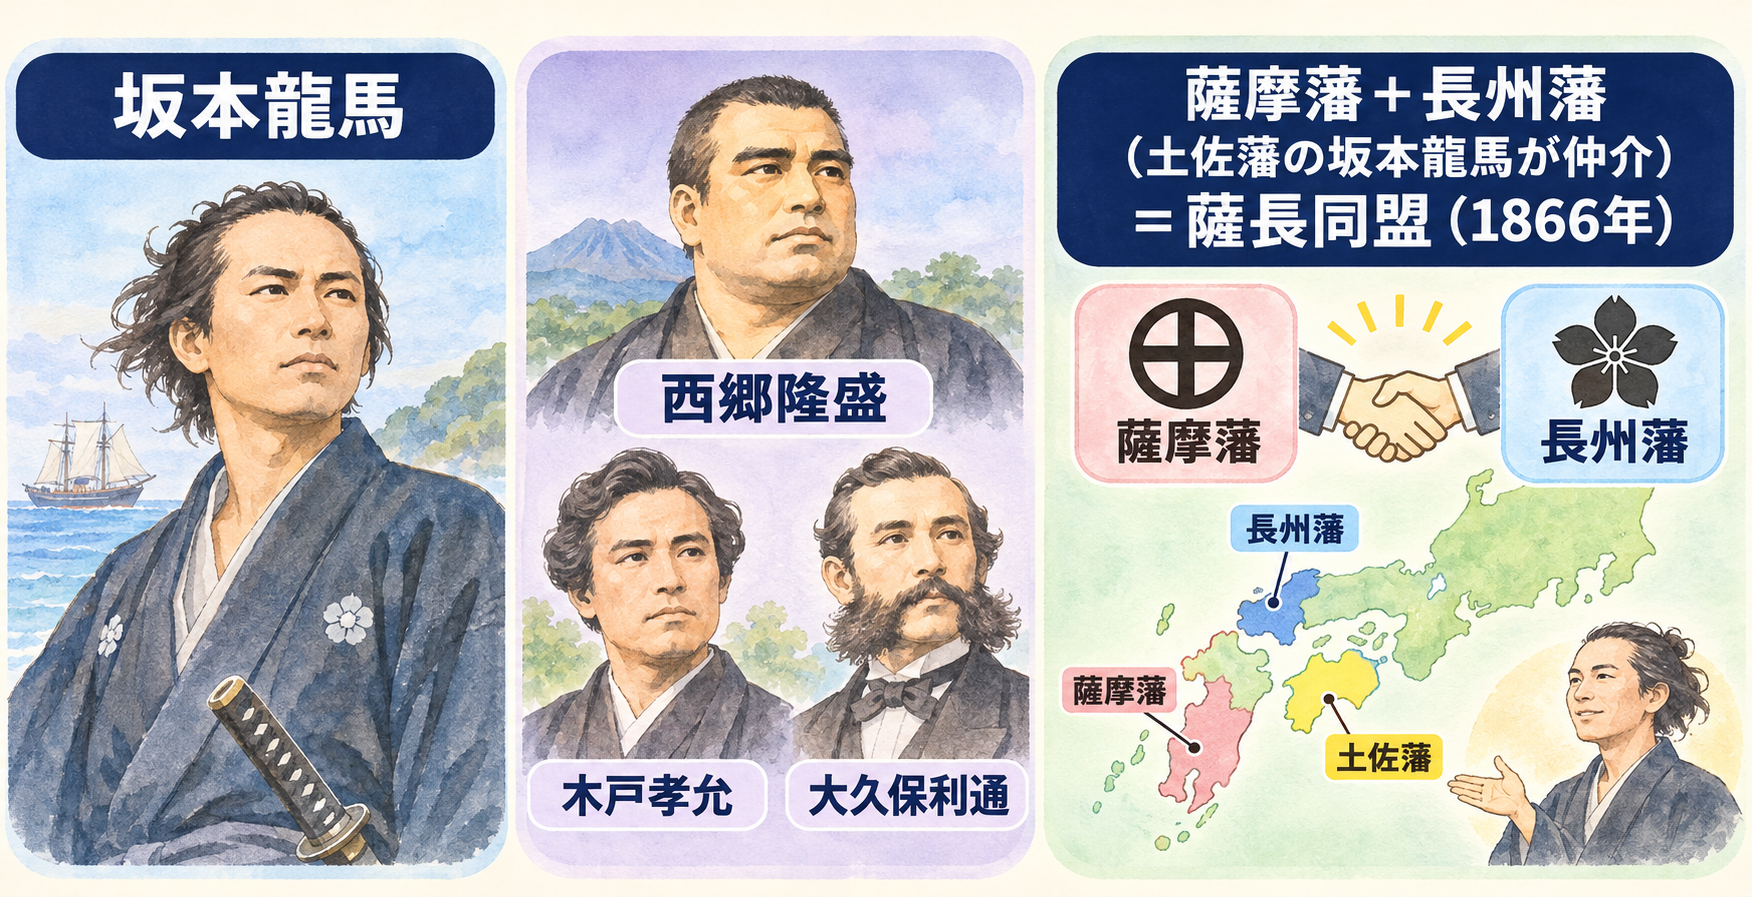 坂本龍馬
西郷隆盛
木戸孝允
大久保利通
薩摩藩+長州藩
（土佐藩の坂本龍馬が仲介）
=薩長同盟（1866年）
薩摩藩
長州藩
長州藩
薩摩藩
土佐藩